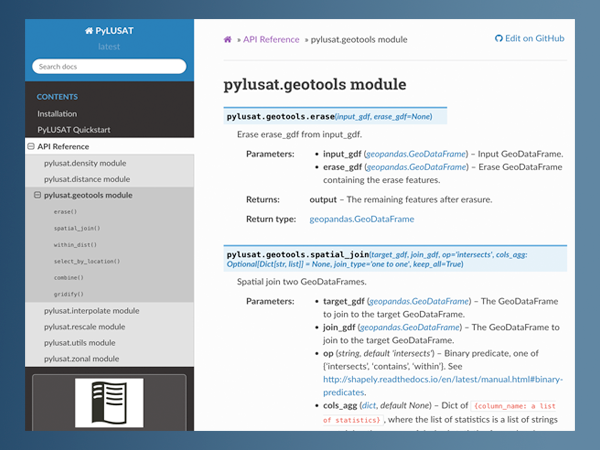 PyLUSAT
latest
Search docs
CONTENTS
Installation
PyLUSAT Quickstart
API Reference
pylusat.density module
pylusat.distance module
pylusat.geotools module
erase()
spatial_join()
within_dist()
select_by_location()
combine()
gridify()
pylusat.interpolate module
pylusat.rescale module
pylusat.utils module
pylusat.zonal module
» API Reference » pylusat.geotools module
Edit on GitHub
pylusat.geotools module
pylusat.geotools.erase(input_gdf, erase_gdf=None)
Erase erase_gdf from input_gdf.
Parameters:
• input_gdf (geopandas.GeoDataFrame) – Input GeoDataFrame.
• erase_gdf (geopandas.GeoDataFrame) – Erase GeoDataFrame
containing the erase features.
Returns: output – The remaining features after erasure.
Return type: geopandas.GeoDataFrame
pylusat.geotools.spatial_join(target_gdf, join_gdf, op='intersects', cols_agg:
Optional[Dict[str, list]] = None, join_type='one to one', keep_all=True)
Spatial join two GeoDataFrames.
Parameters:
• target_gdf (geopandas.GeoDataFrame) – The GeoDataFrame
to join to the target GeoDataFrame.
• join_gdf (geopandas.GeoDataFrame) – The GeoDataFrame to
join to the target GeoDataFrame.
• op (string, default 'intersects') – Binary predicate, one of
{'intersects', 'contains', 'within'}. See
http://shapely.readthedocs.io/en/latest/manual.html#binary-
predicates.
• cols_agg (dict, default None) – Dict of {column_name: a list
of statistics} , where the list of statistics is a list of strings